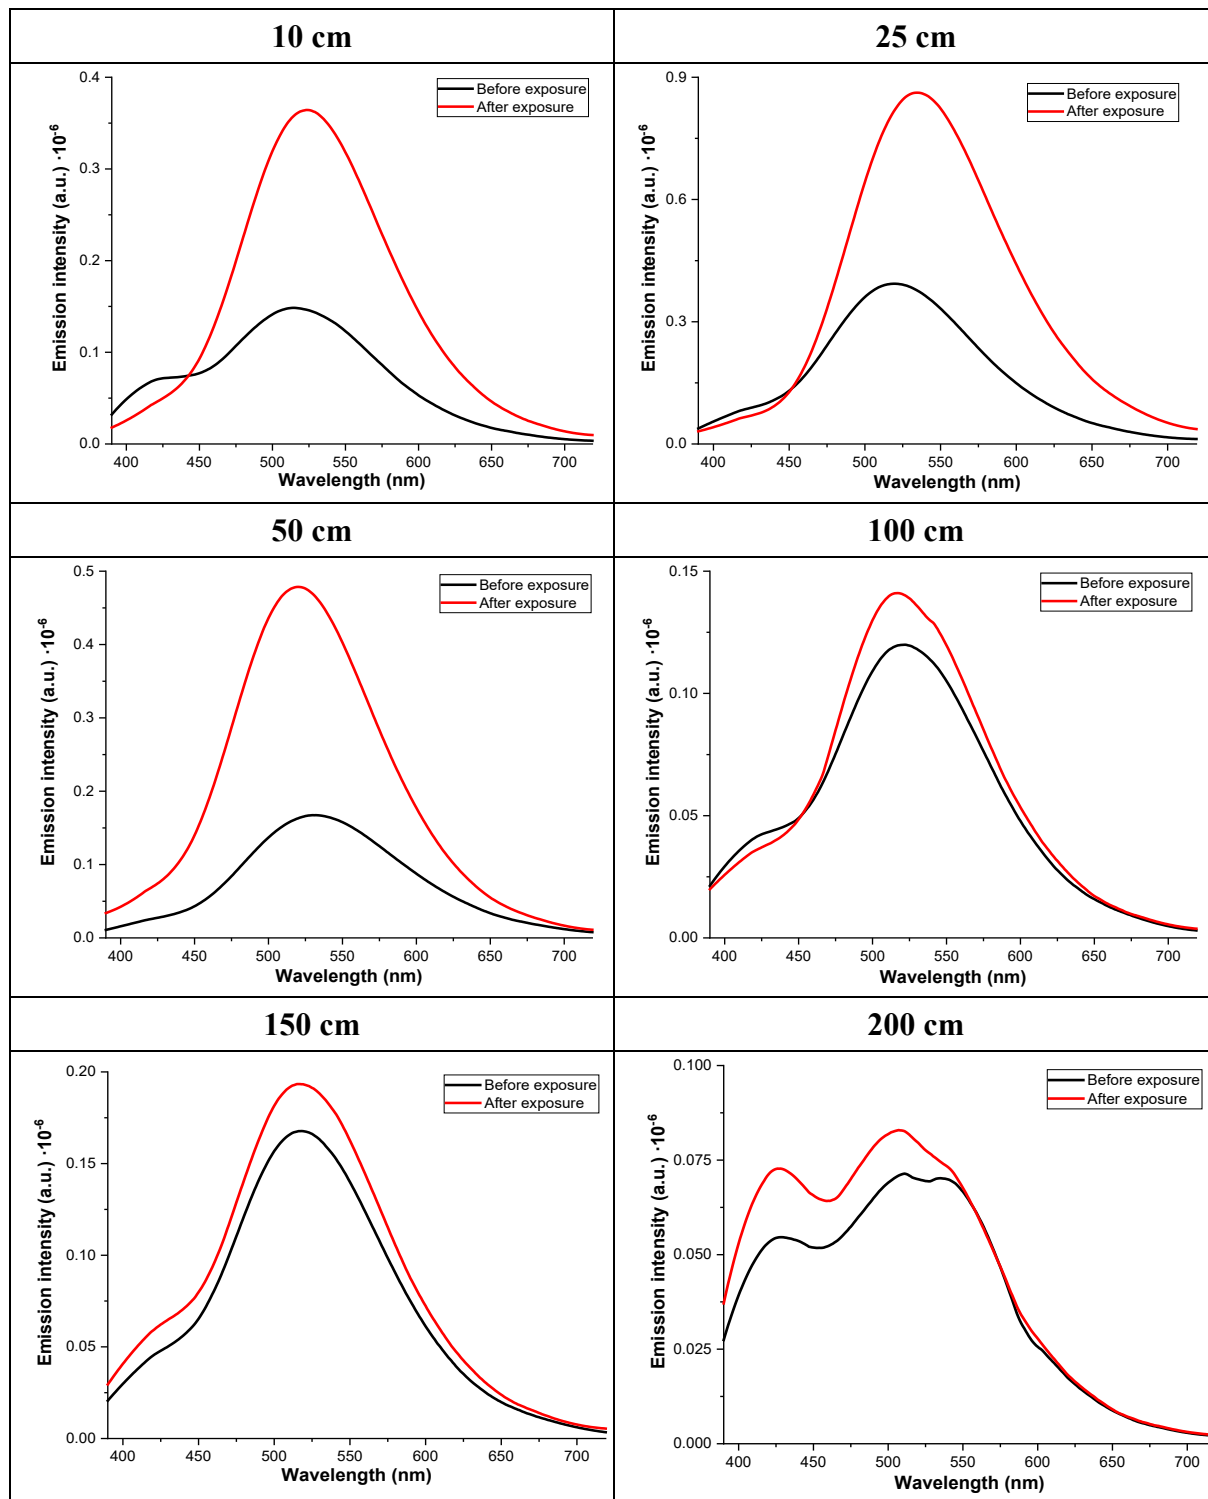 10 cm
25 cm
Emission intensity (a.u.) ·10⁻⁶
0.4
0.3
0.2
0.1
0.0
Before exposure
After exposure
400 450 500 550 600 650 700
Wavelength (nm)
Emission intensity (a.u.) ·10⁻⁶
0.9
0.6
0.3
0.0
Before exposure
After exposure
400 450 500 550 600 650 700
Wavelength (nm)
50 cm
100 cm
Emission intensity (a.u.) ·10⁻⁶
0.5
0.4
0.3
0.2
0.1
0.0
Before exposure
After exposure
400 450 500 550 600 650 700
Wavelength (nm)
Emission intensity (a.u.) ·10⁻⁶
0.15
0.10
0.05
0.00
Before exposure
After exposure
400 450 500 550 600 650 700
Wavelength (nm)
150 cm
200 cm
Emission intensity (a.u.) ·10⁻⁶
0.20
0.15
0.10
0.05
0.00
Before exposure
After exposure
400 450 500 550 600 650 700
Wavelength (nm)
Emission intensity (a.u.) ·10⁻⁶
0.100
0.075
0.050
0.025
0.000
Before exposure
After exposure
400 450 500 550 600 650 700
Wavelength (nm)